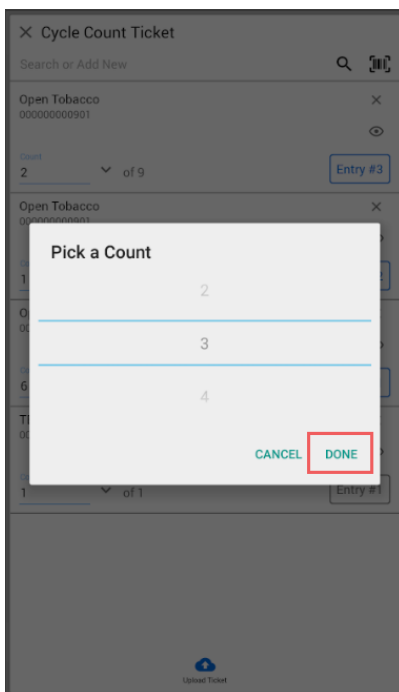 Cycle Count Ticket
Search or Add New
Open Tobacco
000000000901
Count
2 of 9
Entry #3
Open Tobacco
000000000901
1
Pick a Count
2
3
4
CANCEL DONE
6
1 of 1
Entry #1
Upload Ticket